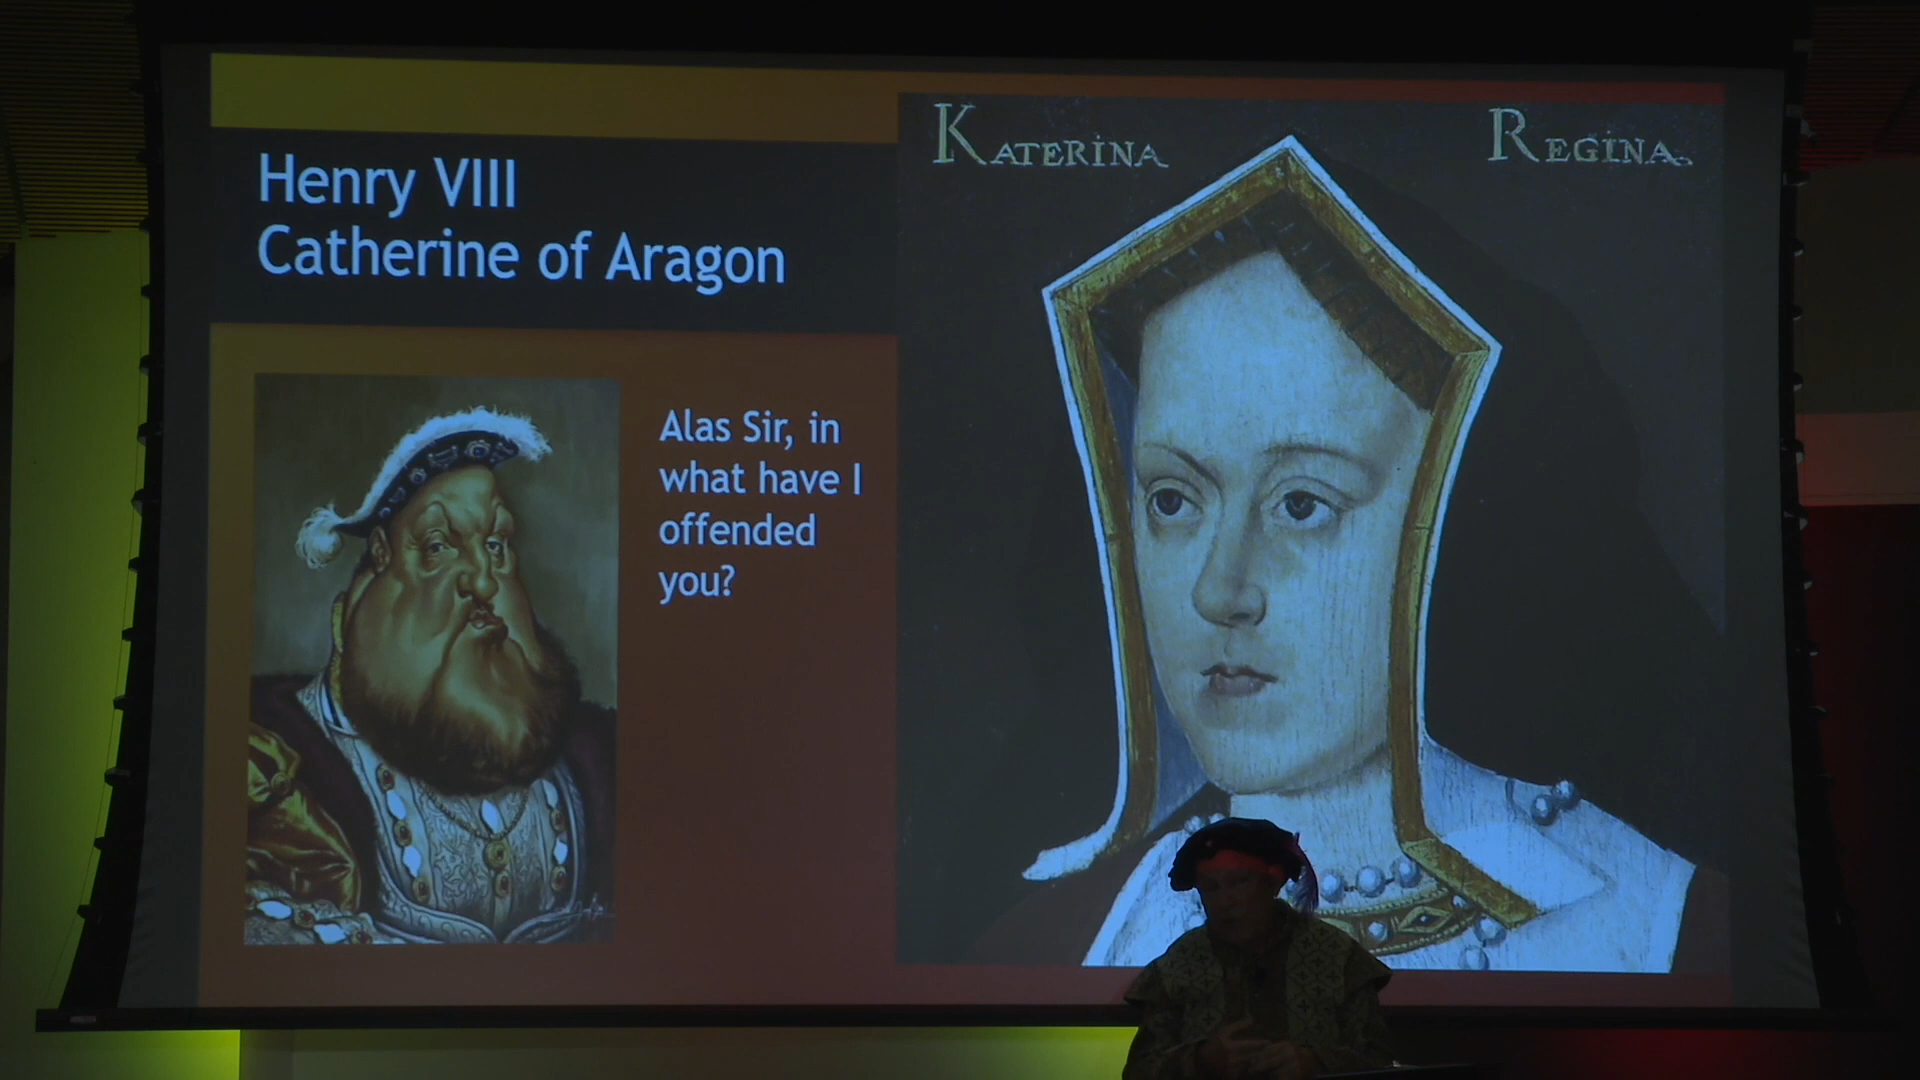 Henry VIII
Catherine of Aragon
Alas Sir, in
what have I
offended
you?
KATERINA REGINA